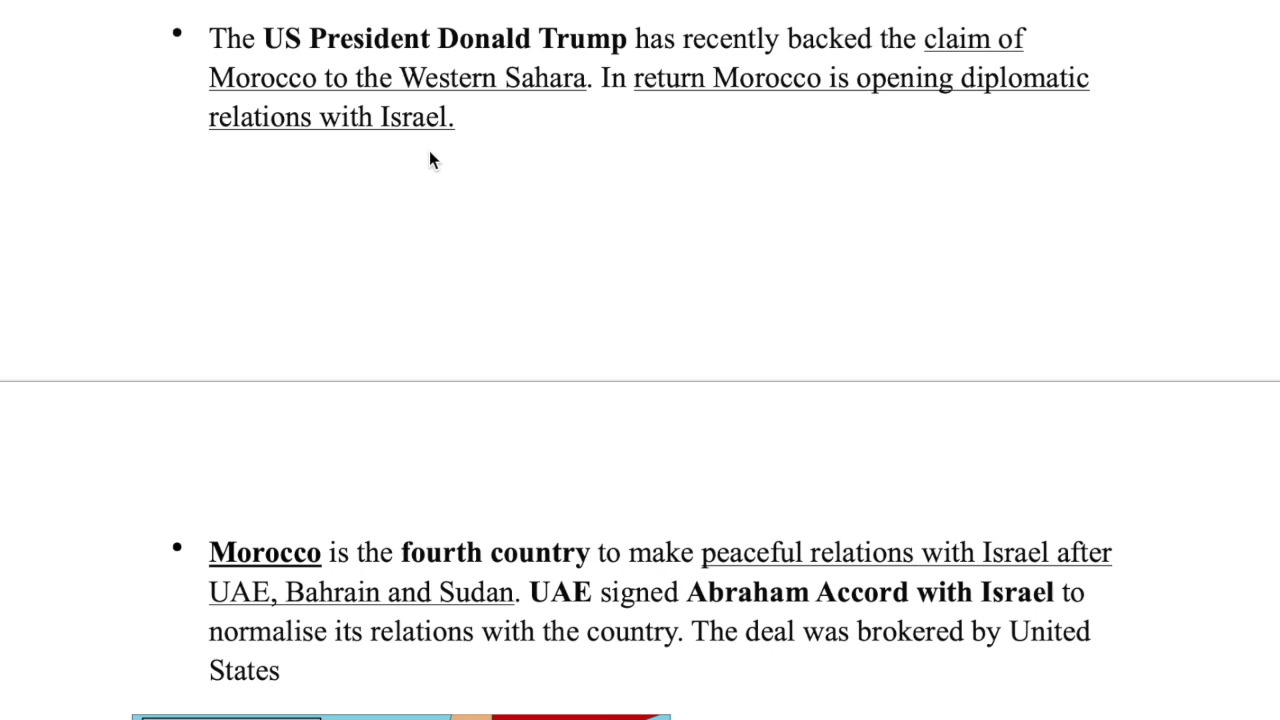 • The US President Donald Trump has recently backed the claim of
Morocco to the Western Sahara. In return Morocco is opening diplomatic
relations with Israel.
• Morocco is the fourth country to make peaceful relations with Israel after
UAE, Bahrain and Sudan. UAE signed Abraham Accord with Israel to
normalise its relations with the country. The deal was brokered by United
States